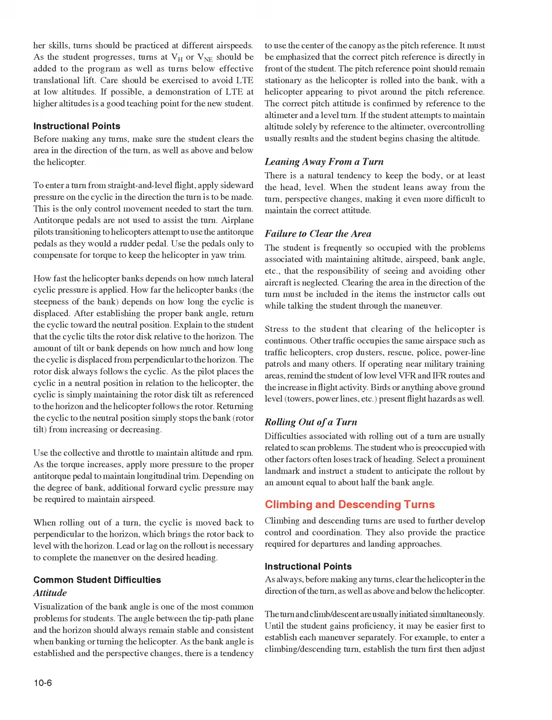 her skills, turns should be practiced at different airspeeds.
As the student progresses, turns at VH or VNE should be
added to the program as well as turns below effective
translational lift. Care should be exercised to avoid LTE
at low altitudes. If possible, a demonstration of LTE at
higher altitudes is a good teaching point for the new student.
Instructional Points
Before making any turns, make sure the student clears the
area in the direction of the turn, as well as above and below
the helicopter.
To enter a turn from straight-and-level flight, apply sideward
pressure on the cyclic in the direction the turn is to be made.
This is the only control movement needed to start the turn.
Antitorque pedals are not used to assist the turn. Airplane
pilots transitioning to helicopters attempt to use the antitorque
pedals as they would a rudder pedal. Use the pedals only to
compensate for torque to keep the helicopter in yaw trim.
How fast the helicopter banks depends on how much lateral
cyclic pressure is applied. How far the helicopter banks (the
steepness of the bank) depends on how long the cyclic is
displaced. After establishing the proper bank angle, return
the cyclic toward the neutral position. Explain to the student
that the cyclic tilts the rotor disk relative to the horizon. The
amount of tilt or bank depends on how much and how long
the cyclic is displaced from perpendicular to the horizon. The
rotor disk always follows the cyclic. As the pilot places the
cyclic in a neutral position in relation to the helicopter, the
cyclic is simply maintaining the rotor disk tilt as referenced
to the horizon and the helicopter follows the rotor. Returning
the cyclic to the neutral position simply stops the bank (rotor
tilt) from increasing or decreasing.
Use the collective and throttle to maintain altitude and rpm.
As the torque increases, apply more pressure to the proper
antitorque pedal to maintain longitudinal trim. Depending on
the degree of bank, additional forward cyclic pressure may
be required to maintain airspeed.
When rolling out of a turn, the cyclic is moved back to
perpendicular to the horizon, which brings the rotor back to
level with the horizon. Lead or lag on the rollout is necessary
to complete the maneuver on the desired heading.
Common Student Difficulties
Attitude
Visualization of the bank angle is one of the most common
problems for students. The angle between the tip-path plane
and the horizon should always remain stable and consistent
when banking or turning the helicopter. As the bank angle is
established and the perspective changes, there is a tendency
to use the center of the canopy as the pitch reference. It must
be emphasized that the correct pitch reference is directly in
front of the student. The pitch reference point should remain
stationary as the helicopter is rolled into the bank, with a
helicopter appearing to pivot around the pitch reference.
The correct pitch attitude is confirmed by reference to the
altimeter and a level turn. If the student attempts to maintain
altitude solely by reference to the altimeter, overcontrolling
usually results and the student begins chasing the altitude.
Leaning Away From a Turn
There is a natural tendency to keep the body, or at least
the head, level. When the student leans away from the
turn, perspective changes, making it even more difficult to
maintain the correct attitude.
Failure to Clear the Area
The student is frequently so occupied with the problems
associated with maintaining altitude, airspeed, bank angle,
etc., that the responsibility of seeing and avoiding other
aircraft is neglected. Clearing the area in the direction of the
turn must be included in the items the instructor calls out
while talking the student through the maneuver.
Stress to the student that clearing of the helicopter is
continuous. Other traffic occupies the same airspace such as
traffic helicopters, crop dusters, rescue, police, power-line
patrols and many others. If operating near military training
areas, remind the student of low level VFR and IFR routes and
the increase in flight activity. Birds or anything above ground
level (towers, power lines, etc.) present flight hazards as well.
Rolling Out of a Turn
Difficulties associated with rolling out of a turn are usually
related to scan problems. The student who is preoccupied with
other factors often loses track of heading. Select a prominent
landmark and instruct a student to anticipate the rollout by
an amount equal to about half the bank angle.
Climbing and Descending Turns
Climbing and descending turns are used to further develop
control and coordination. They also provide the practice
required for departures and landing approaches.
Instructional Points
As always, before making any turns, clear the helicopter in the
direction of the turn, as well as above and below the helicopter.
The turn and climb/descent are usually initiated simultaneously.
Until the student gains proficiency, it may be easier first to
establish each maneuver separately. For example, to enter a
climbing/descending turn, establish the turn first then adjust
10-6